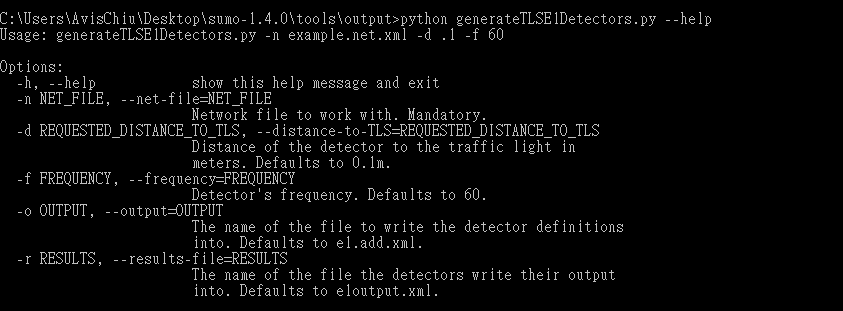 C:\Users\AvisChiu\Desktop\sumo-1.4.0\tools\output>python generateTLSE1Detectors.py --help
Usage: generateTLSE1Detectors.py -n example.net.xml -d .1 -f 60

Options:
  -h, --help            show this help message and exit
  -n NET_FILE, --net-file=NET_FILE
                        Network file to work with. Mandatory.
  -d REQUESTED_DISTANCE_TO_TLS, --distance-to-TLS=REQUESTED_DISTANCE_TO_TLS
                        Distance of the detector to the traffic light in
                        meters. Defaults to 0.1m.
  -f FREQUENCY, --frequency=FREQUENCY
                        Detector's frequency. Defaults to 60.
  -o OUTPUT, --output=OUTPUT
                        The name of the file to write the detector definitions
                        into. Defaults to e1.add.xml.
  -r RESULTS, --results-file=RESULTS
                        The name of the file the detectors write their output
                        into. Defaults to e1output.xml.